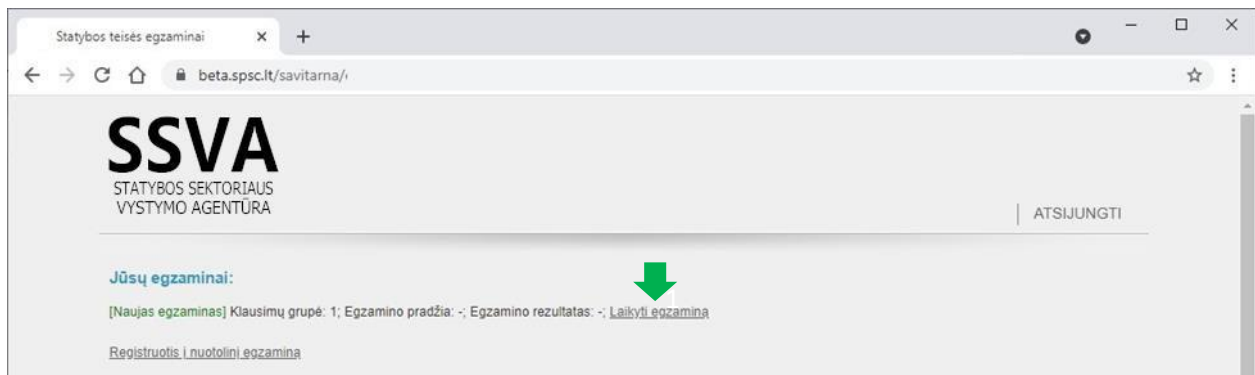 Statybos teisės egzaminai
beta.spsc.lt/savitarna/
SSVA
STATYBOS SEKTORIAUS
VYSTYMO AGENTŪRA
ATSIJUNGTI
Jūsų egzaminai:
[Naujas egzaminas] Klausimų grupė: 1; Egzamino pradžia: -; Egzamino rezultatas: -; Laikyti egzaminą
Registruotis į nuotolinį egzaminą